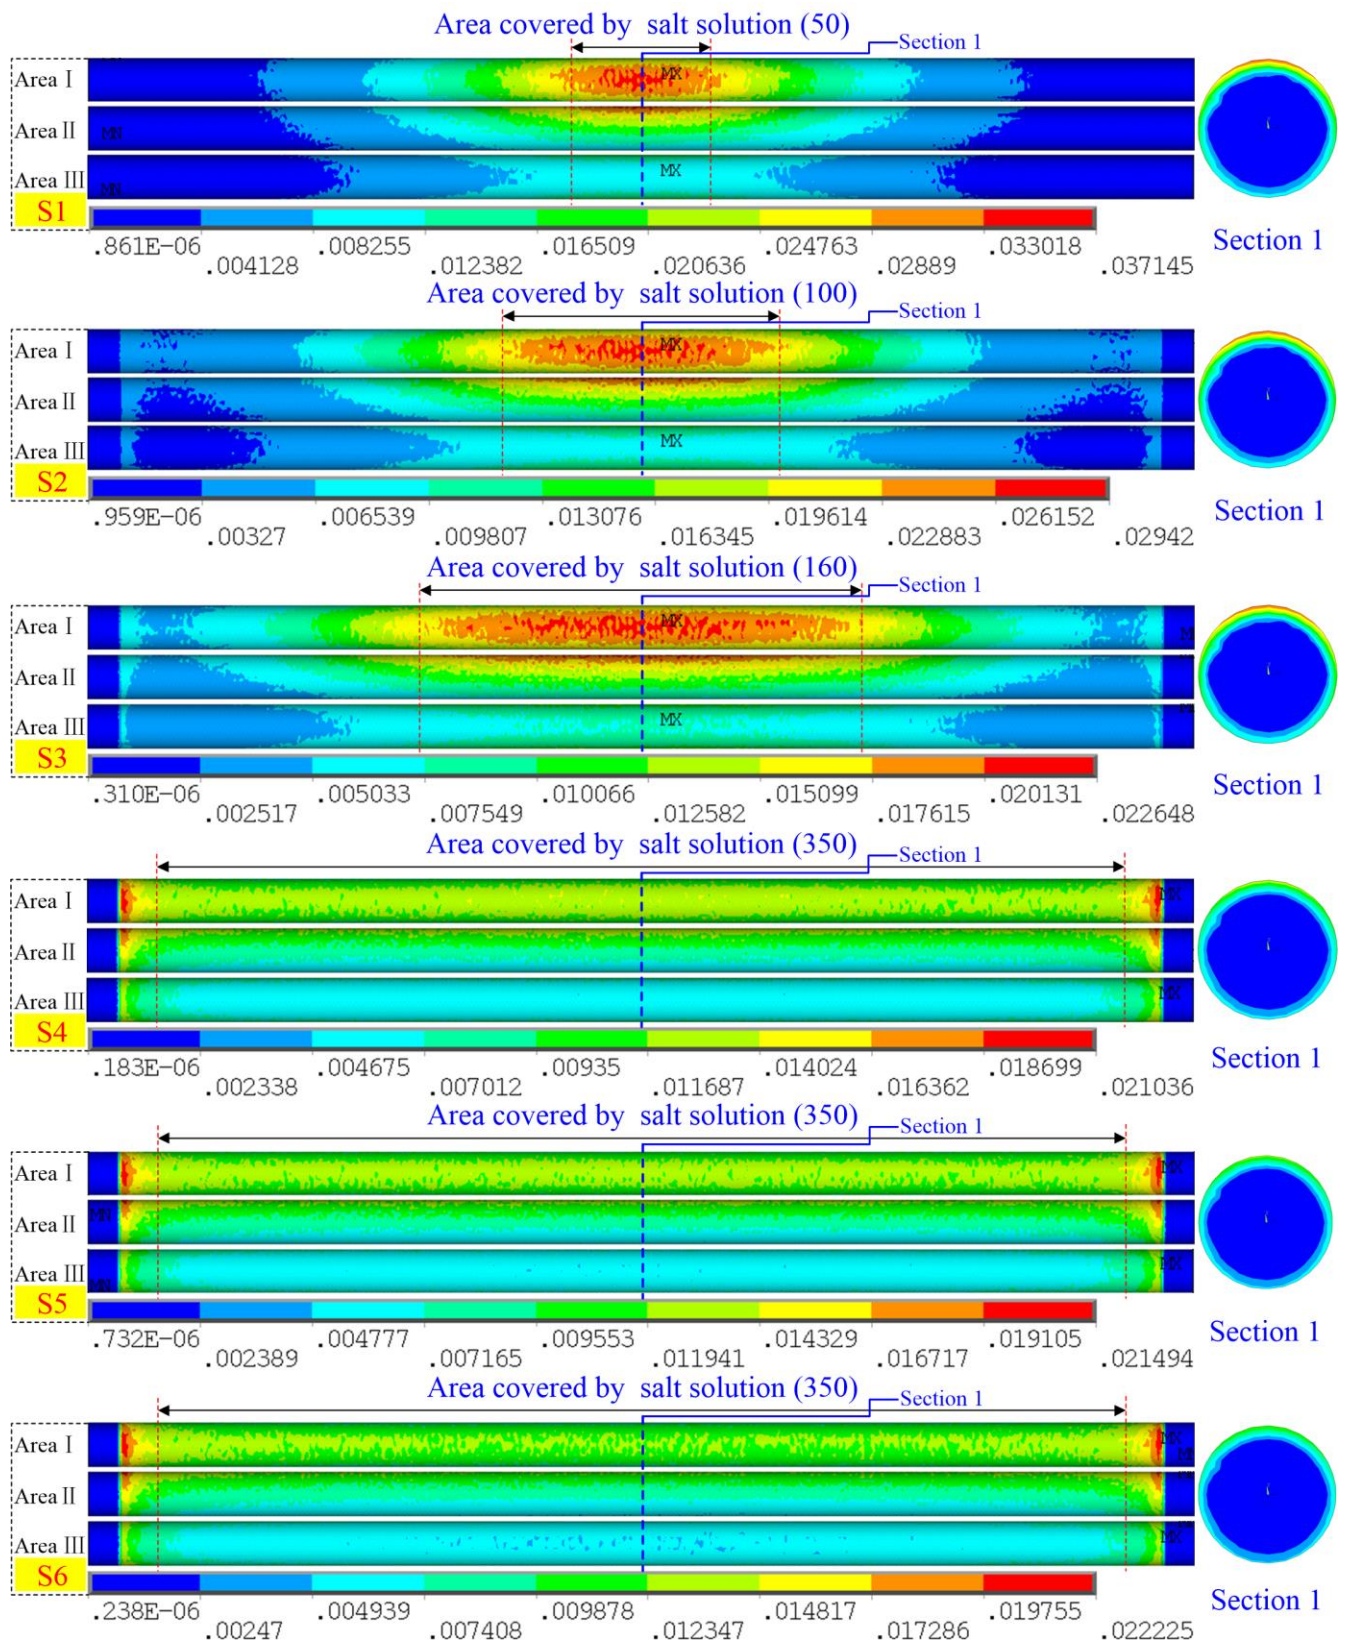 Area covered by salt solution (50)
Section 1
Area I
MX
Area II
MN
Area III
MX
MN
S1
.861E-06 .008255 .016509 .024763 .033018
.004128 .012382 .020636 .02889 .037145
Section 1
Area covered by salt solution (100)
Section 1
Area I
MX
Area II
Area III
MX
S2
.959E-06 .006539 .013076 .019614 .026152
.00327 .009807 .016345 .022883 .02942
Section 1
Area covered by salt solution (160)
Section 1
Area I
MX
Area II
Area III
MX
S3
.310E-06 .005033 .010066 .015099 .020131
.002517 .007549 .012582 .017615 .022648
Section 1
Area covered by salt solution (350)
Section 1
Area I
MX
Area II
Area III
MX
S4
.183E-06 .004675 .00935 .014024 .018699
.002338 .007012 .011687 .016362 .021036
Section 1
Area covered by salt solution (350)
Section 1
Area I
MX
Area II
MN
Area III
MX
MN
S5
.732E-06 .004777 .009553 .014329 .019105
.002389 .007165 .011941 .016717 .021494
Section 1
Area covered by salt solution (350)
Section 1
Area I
MX
Area II
Area III
MX
S6
.238E-06 .004939 .009878 .014817 .019755
.00247 .007408 .012347 .017286 .022225
Section 1